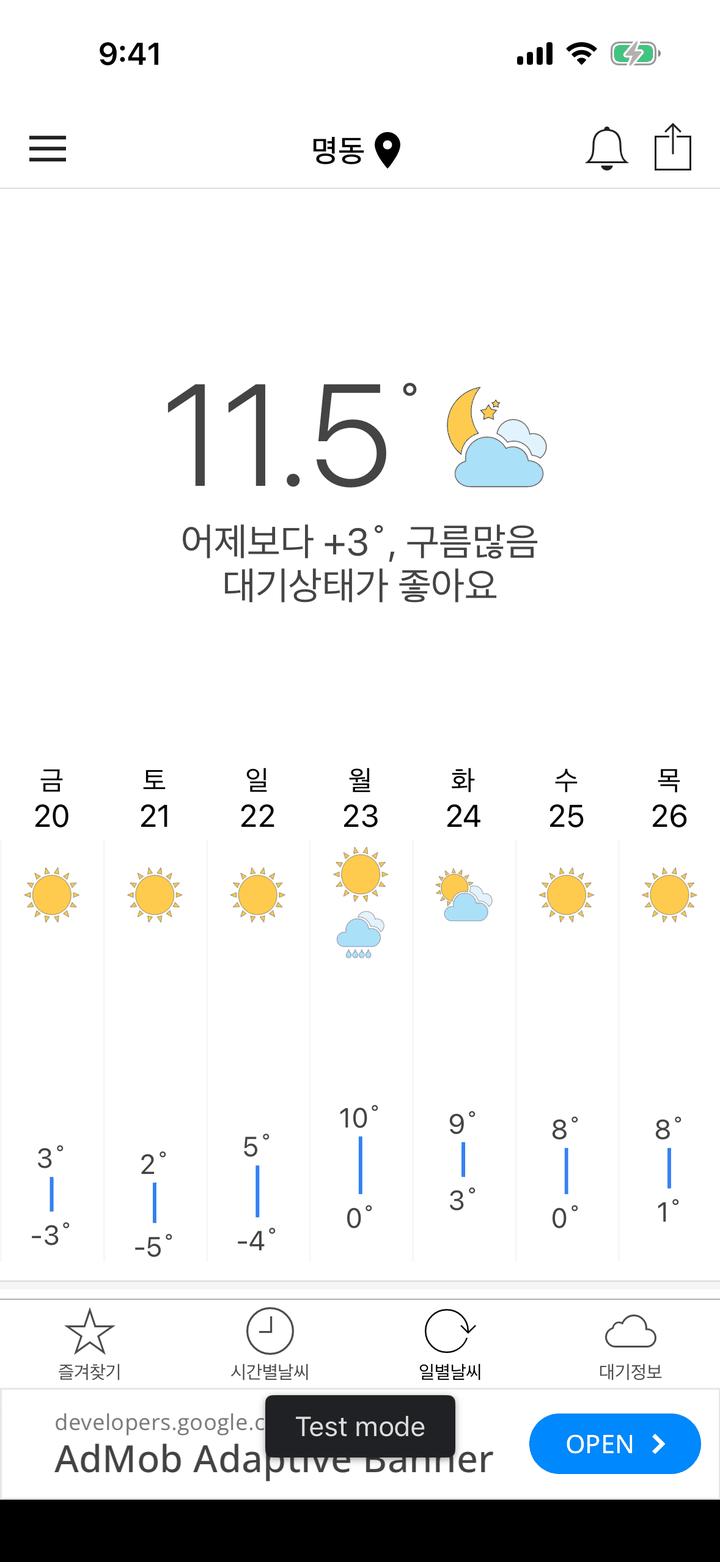 9:41
명동
11.5°
어제보다 +3°, 구름많음
대기상태가 좋아요
금 토 일 월 화 수 목
20 21 22 23 24 25 26
3° 2° 5° 10° 9° 8° 8°
-3° -5° -4° 0° 3° 0° 1°
즐겨찾기 시간별날씨 일별날씨 대기정보
developers.google.c
Test mode
AdMob Adaptive Banner
OPEN